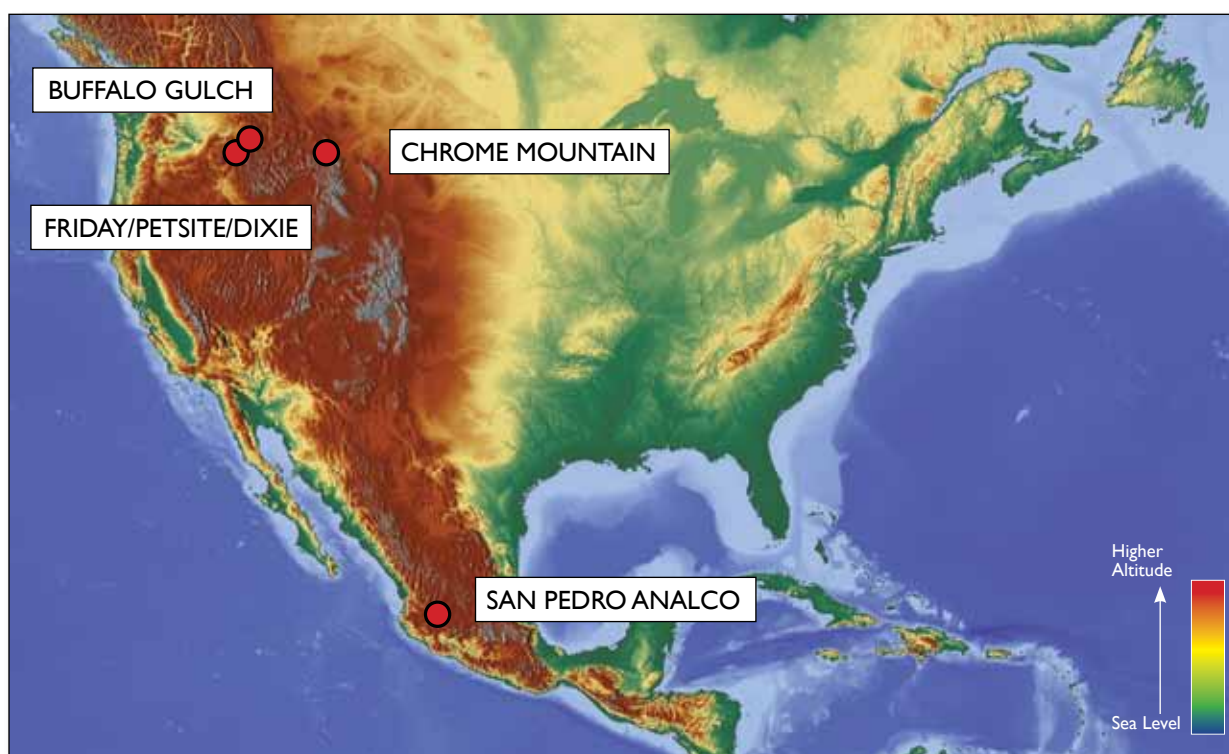 BUFFALO GULCH
CHROME MOUNTAIN
FRIDAY/PETSITE/DIXIE
SAN PEDRO ANALCO
Higher
Altitude
Sea Level